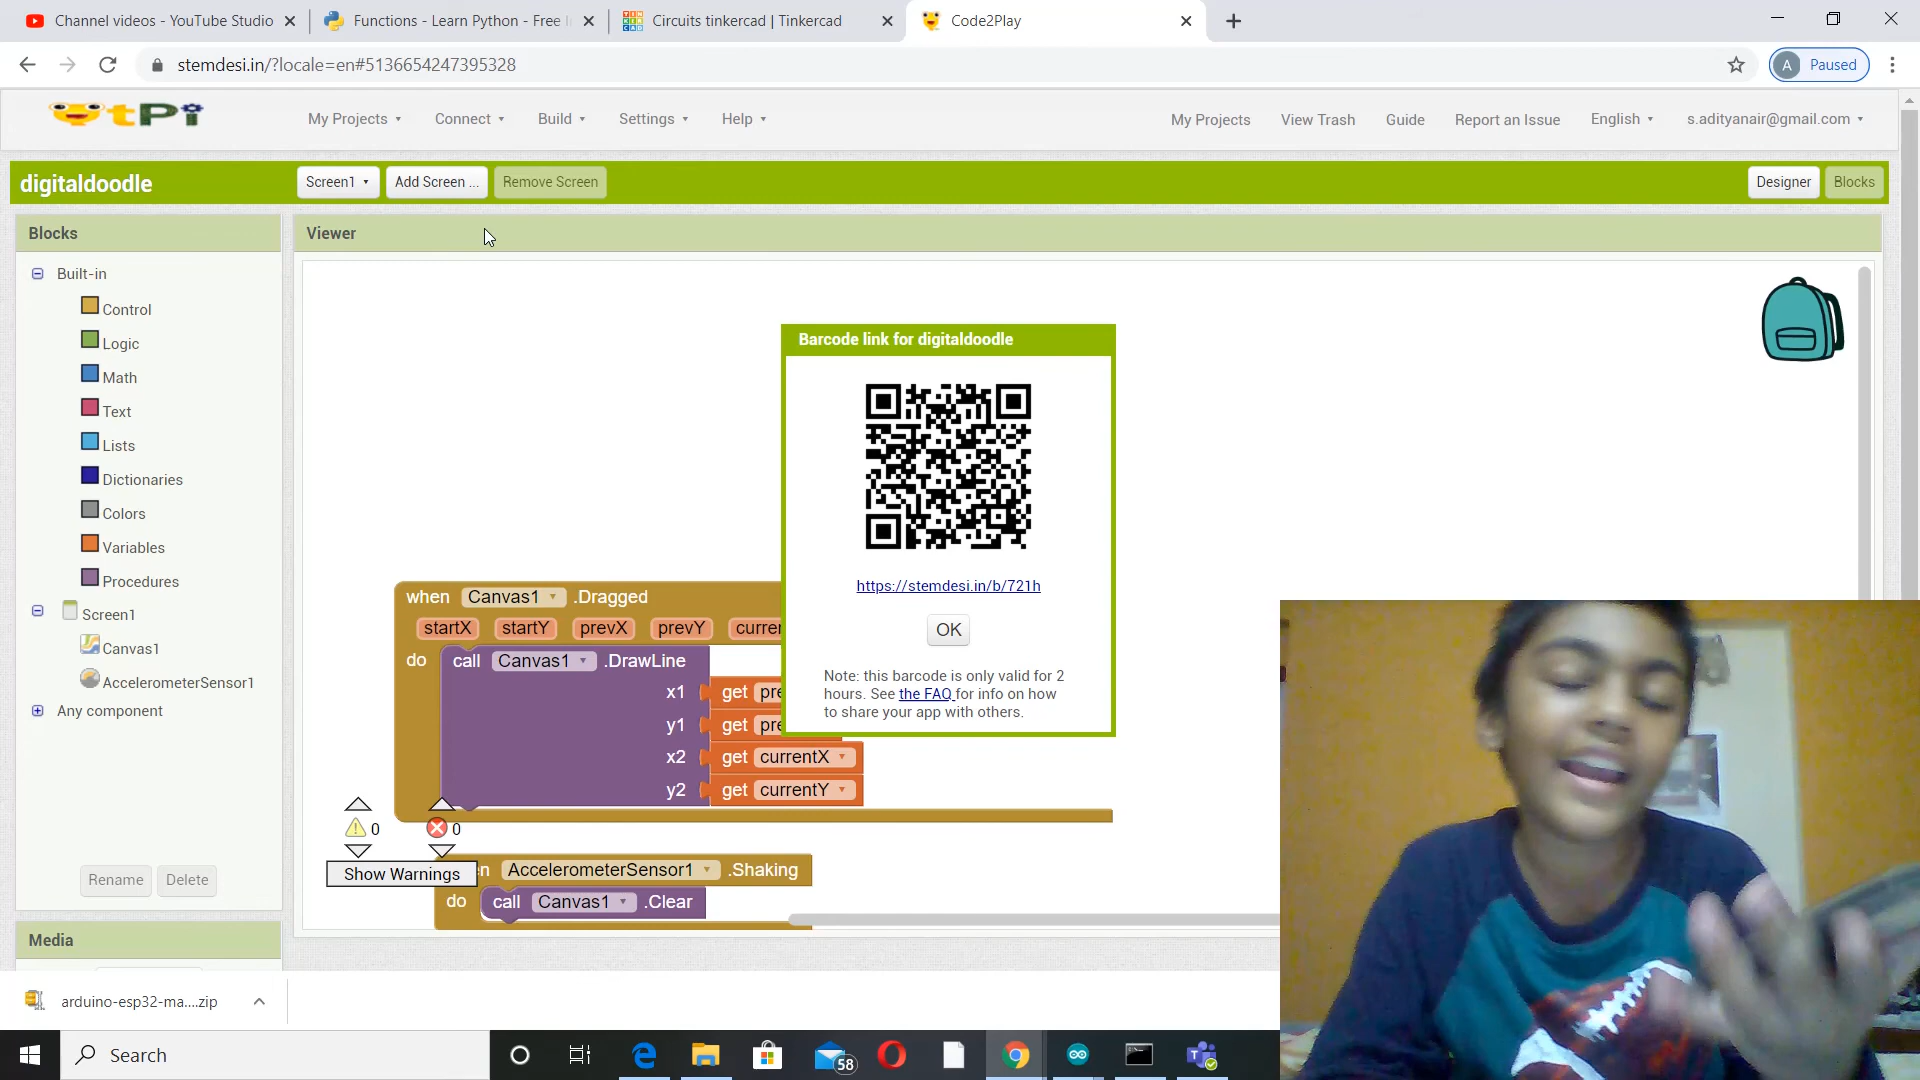 Channel videos - YouTube Studio
Functions - Learn Python - Free
Circuits tinkercad | Tinkercad
Code2Play
stemdesi.in/?locale=en#5136654247395328
A Paused
tPi
My Projects
Connect
Build
Settings
Help
My Projects
View Trash
Guide
Report an Issue
English
s.adityanair@gmail.com
digitaldoodle
Screen1
Add Screen ...
Remove Screen
Designer
Blocks
Blocks
Viewer
Built-in
Control
Logic
Math
Text
Lists
Dictionaries
Colors
Variables
Procedures
Screen1
Canvas1
AccelerometerSensor1
Any component
Rename
Delete
Media
Barcode link for digitaldoodle
https://stemdesi.in/b/721h
OK
Note: this barcode is only valid for 2
hours. See the FAQ for info on how
to share your app with others.
when Canvas1 .Dragged
startX startY prevX prevY curre
do call Canvas1 .DrawLine
x1 get pre
y1 get pre
x2 get currentX
y2 get currentY
0 0
Show Warnings
n AccelerometerSensor1 .Shaking
do call Canvas1 .Clear
arduino-esp32-ma....zip
Search
58